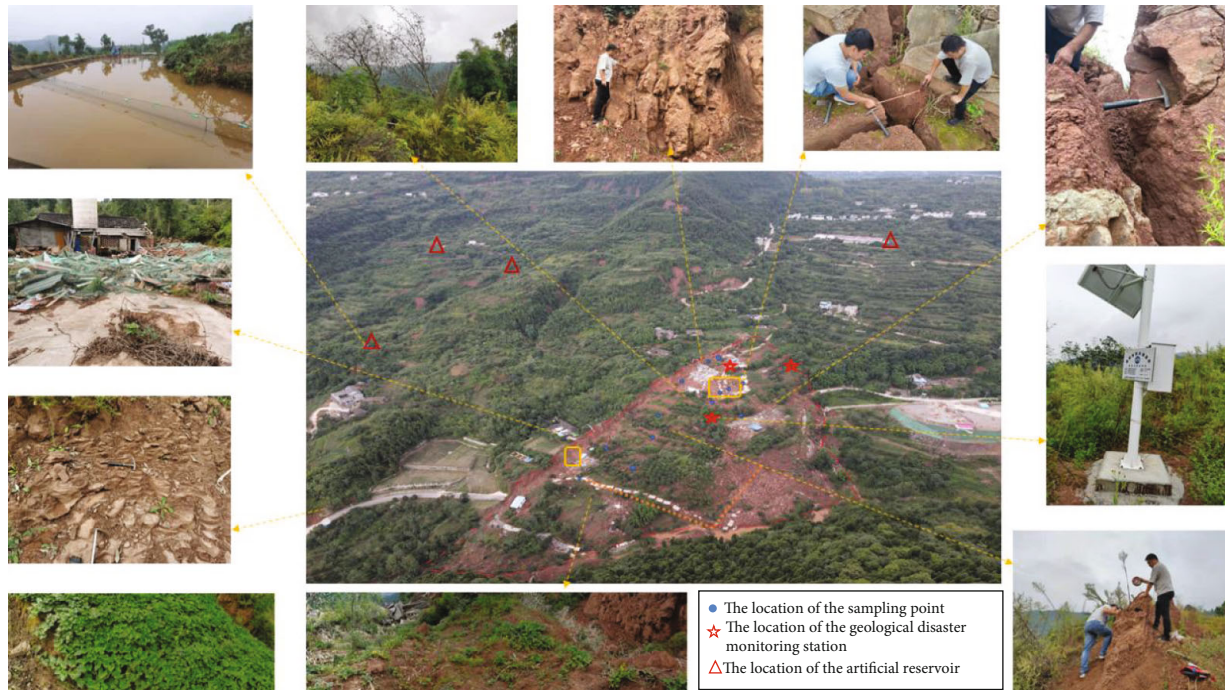 The location of the sampling point
The location of the geological disaster
monitoring station
The location of the artificial reservoir